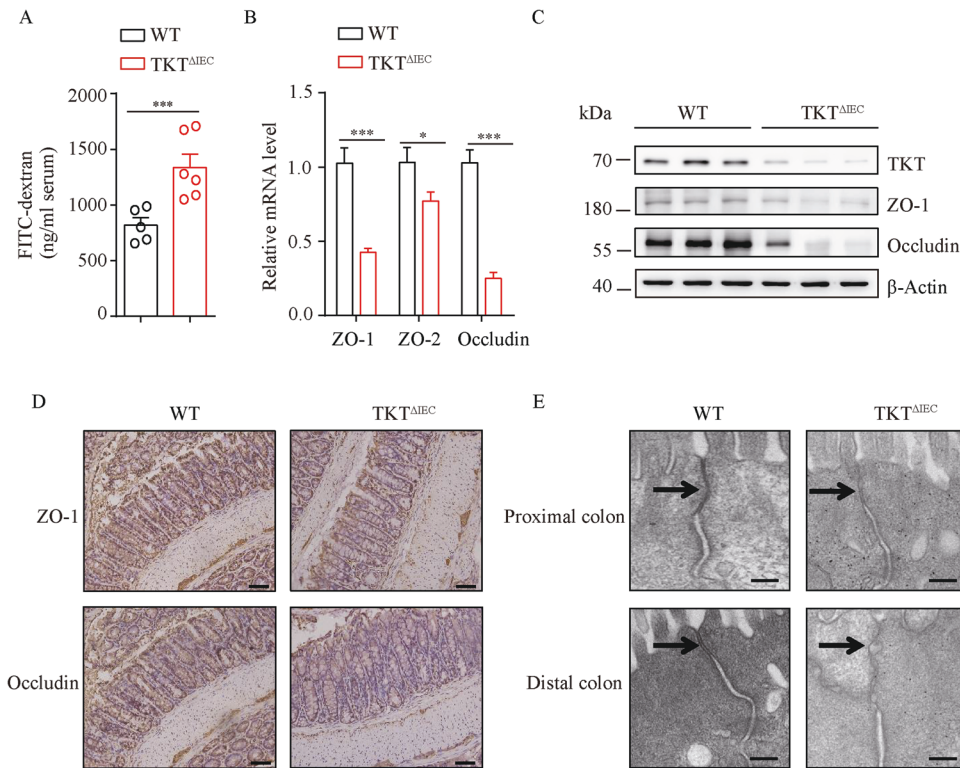 A
WT
TKT^ΔIEC
***
2000
1500
1000
500
0
FITC-dextran
(ng/ml serum)
B
WT
TKT^ΔIEC
1.5
1.0
0.5
0.0
Relative mRNA level
***
*
***
ZO-1
ZO-2
Occludin
C
kDa
WT
TKT^ΔIEC
70
TKT
180
ZO-1
55
Occludin
40
β-Actin
D
WT
TKT^ΔIEC
ZO-1
Occludin
E
WT
TKT^ΔIEC
Proximal colon
Distal colon